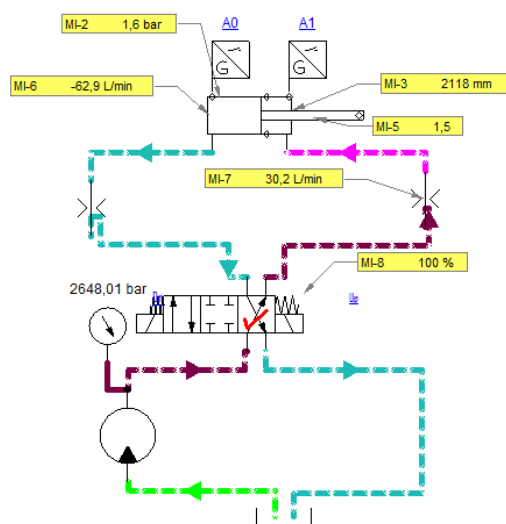 MI-2 1,6 bar
A0
A1
G
G
MI-6 -62,9 L/min
MI-3 2118 mm
MI-5 1,5
MI-7 30,2 L/min
MI-8 100 %
2648,01 bar